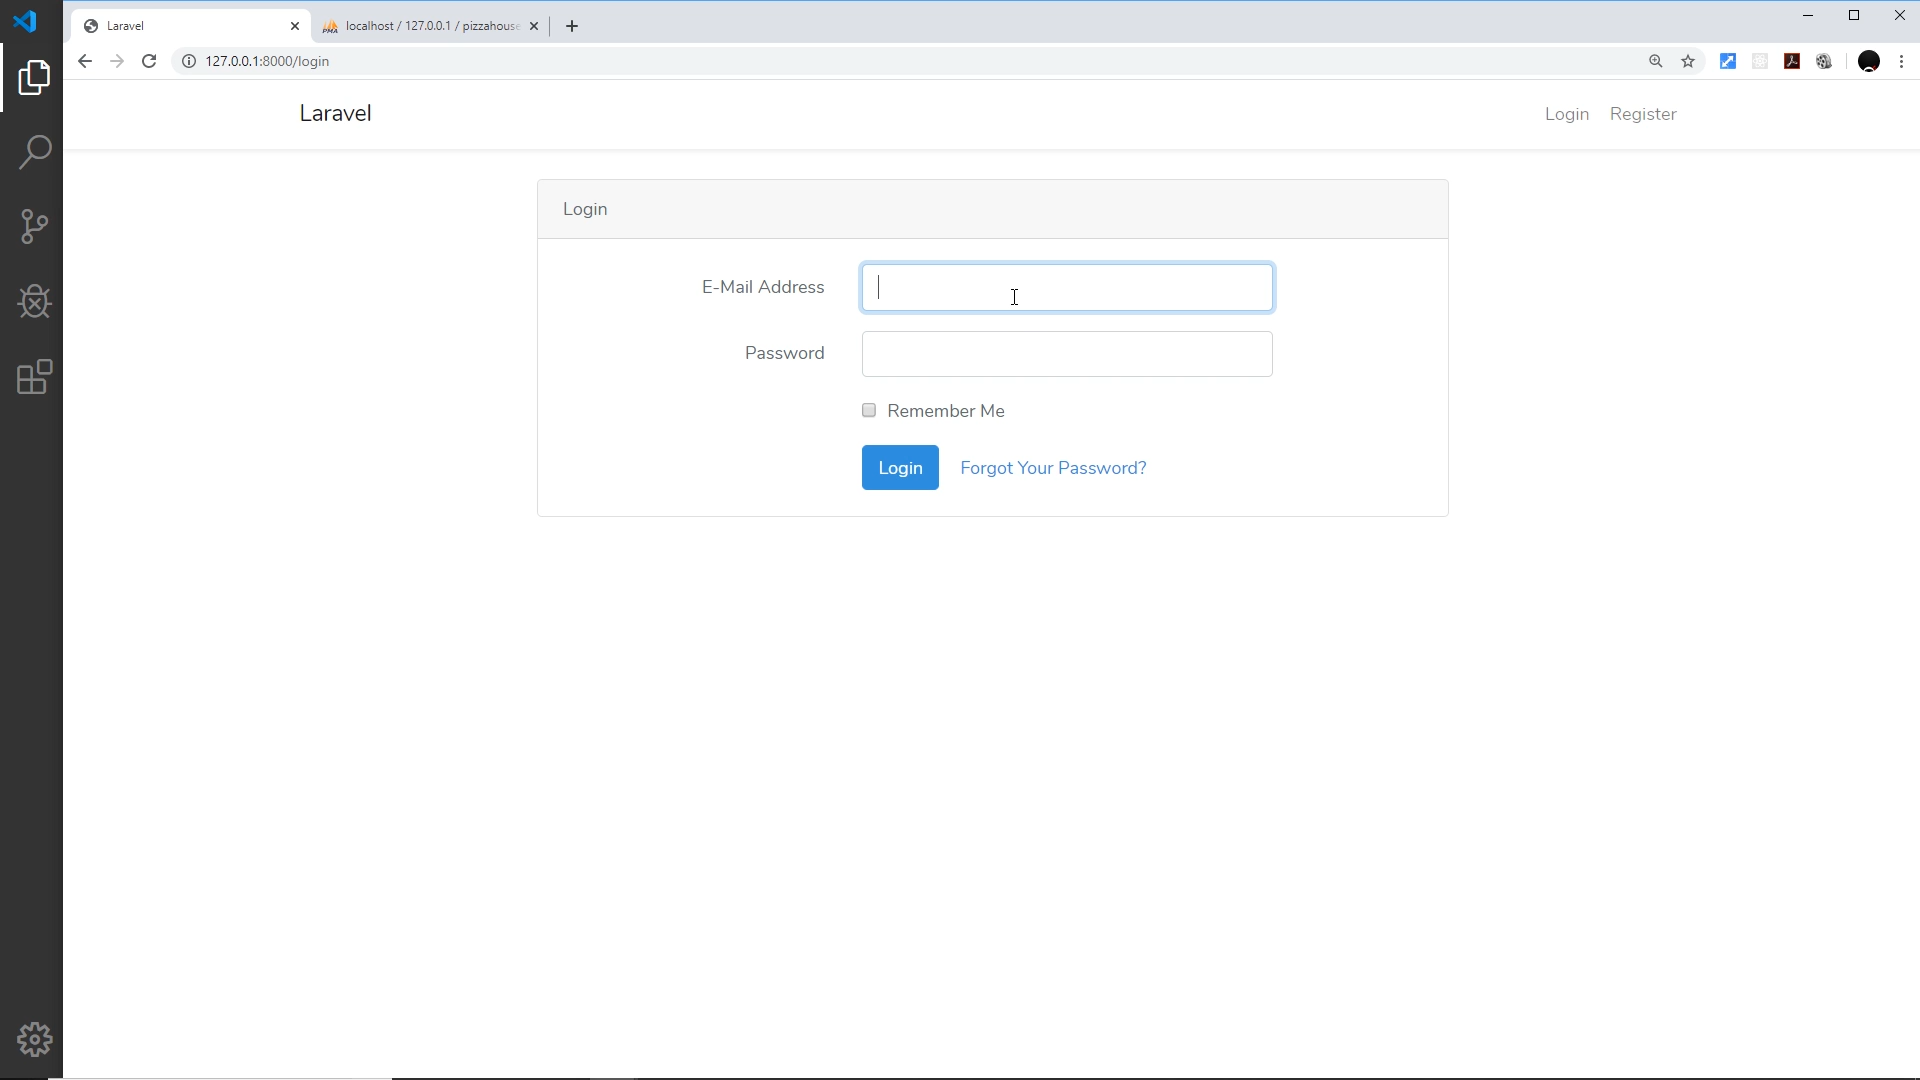 Laravel
localhost / 127.0.0.1 / pizzahouse
127.0.0.1:8000/login
Laravel
Login
Register
Login
E-Mail Address
Password
Remember Me
Login
Forgot Your Password?